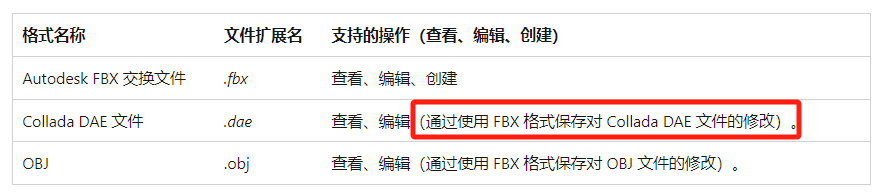 格式名称 文件扩展名 支持的操作（查看、编辑、创建）
Autodesk FBX 交换文件 .fbx 查看、编辑、创建
Collada DAE 文件 .dae 查看、编辑（通过使用 FBX 格式保存对 Collada DAE 文件的修改）。
OBJ .obj 查看、编辑（通过使用 FBX 格式保存对 OBJ 文件的修改）。